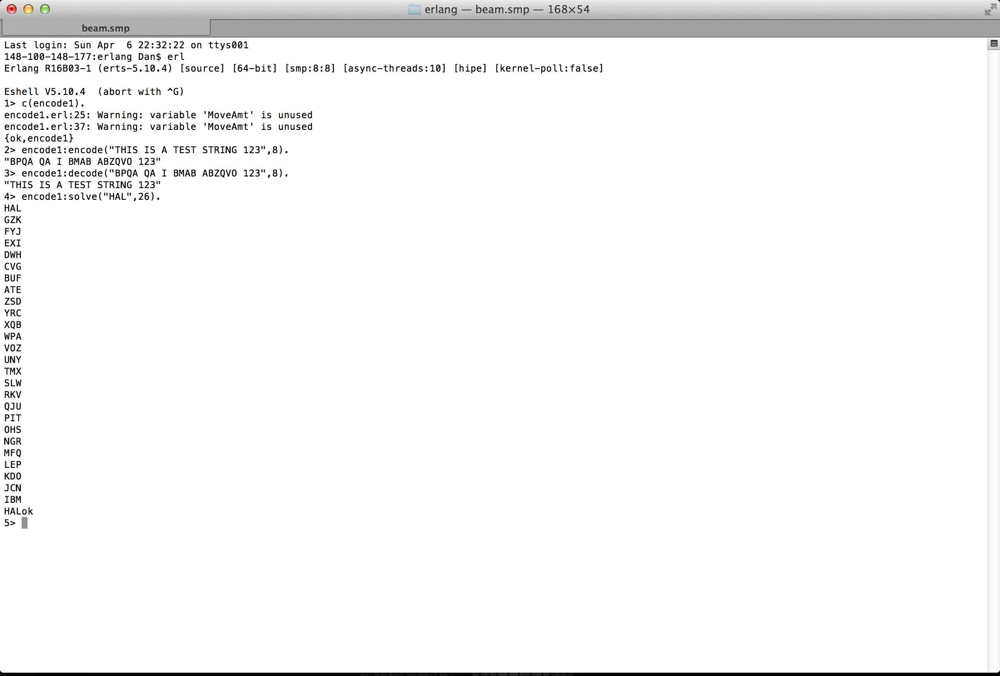 erlang — beam.smp — 168×54
beam.smp
Last login: Sun Apr  6 22:32:22 on ttys001
148-100-148-177:erlang Dan$ erl
Erlang R16B03-1 (erts-5.10.4) [source] [64-bit] [smp:8:8] [async-threads:10] [hipe] [kernel-poll:false]

Eshell V5.10.4  (abort with ^G)
1> c(encode1).
encode1.erl:25: Warning: variable 'MoveAmt' is unused
encode1.erl:37: Warning: variable 'MoveAmt' is unused
{ok,encode1}
2> encode1:encode("THIS IS A TEST STRING 123",8).
"BPQA QA I BMAB ABZQVO 123"
3> encode1:decode("BPQA QA I BMAB ABZQVO 123",8).
"THIS IS A TEST STRING 123"
4> encode1:solve("HAL",26).
HAL
GZK
FYJ
EXI
DWH
CVG
BUF
ATE
ZSD
YRC
XQB
WPA
VOZ
UNY
TMX
SLW
RKV
QJU
PIT
OHS
NGR
MFQ
LEP
KDO
JCN
IBM
HALok
5>